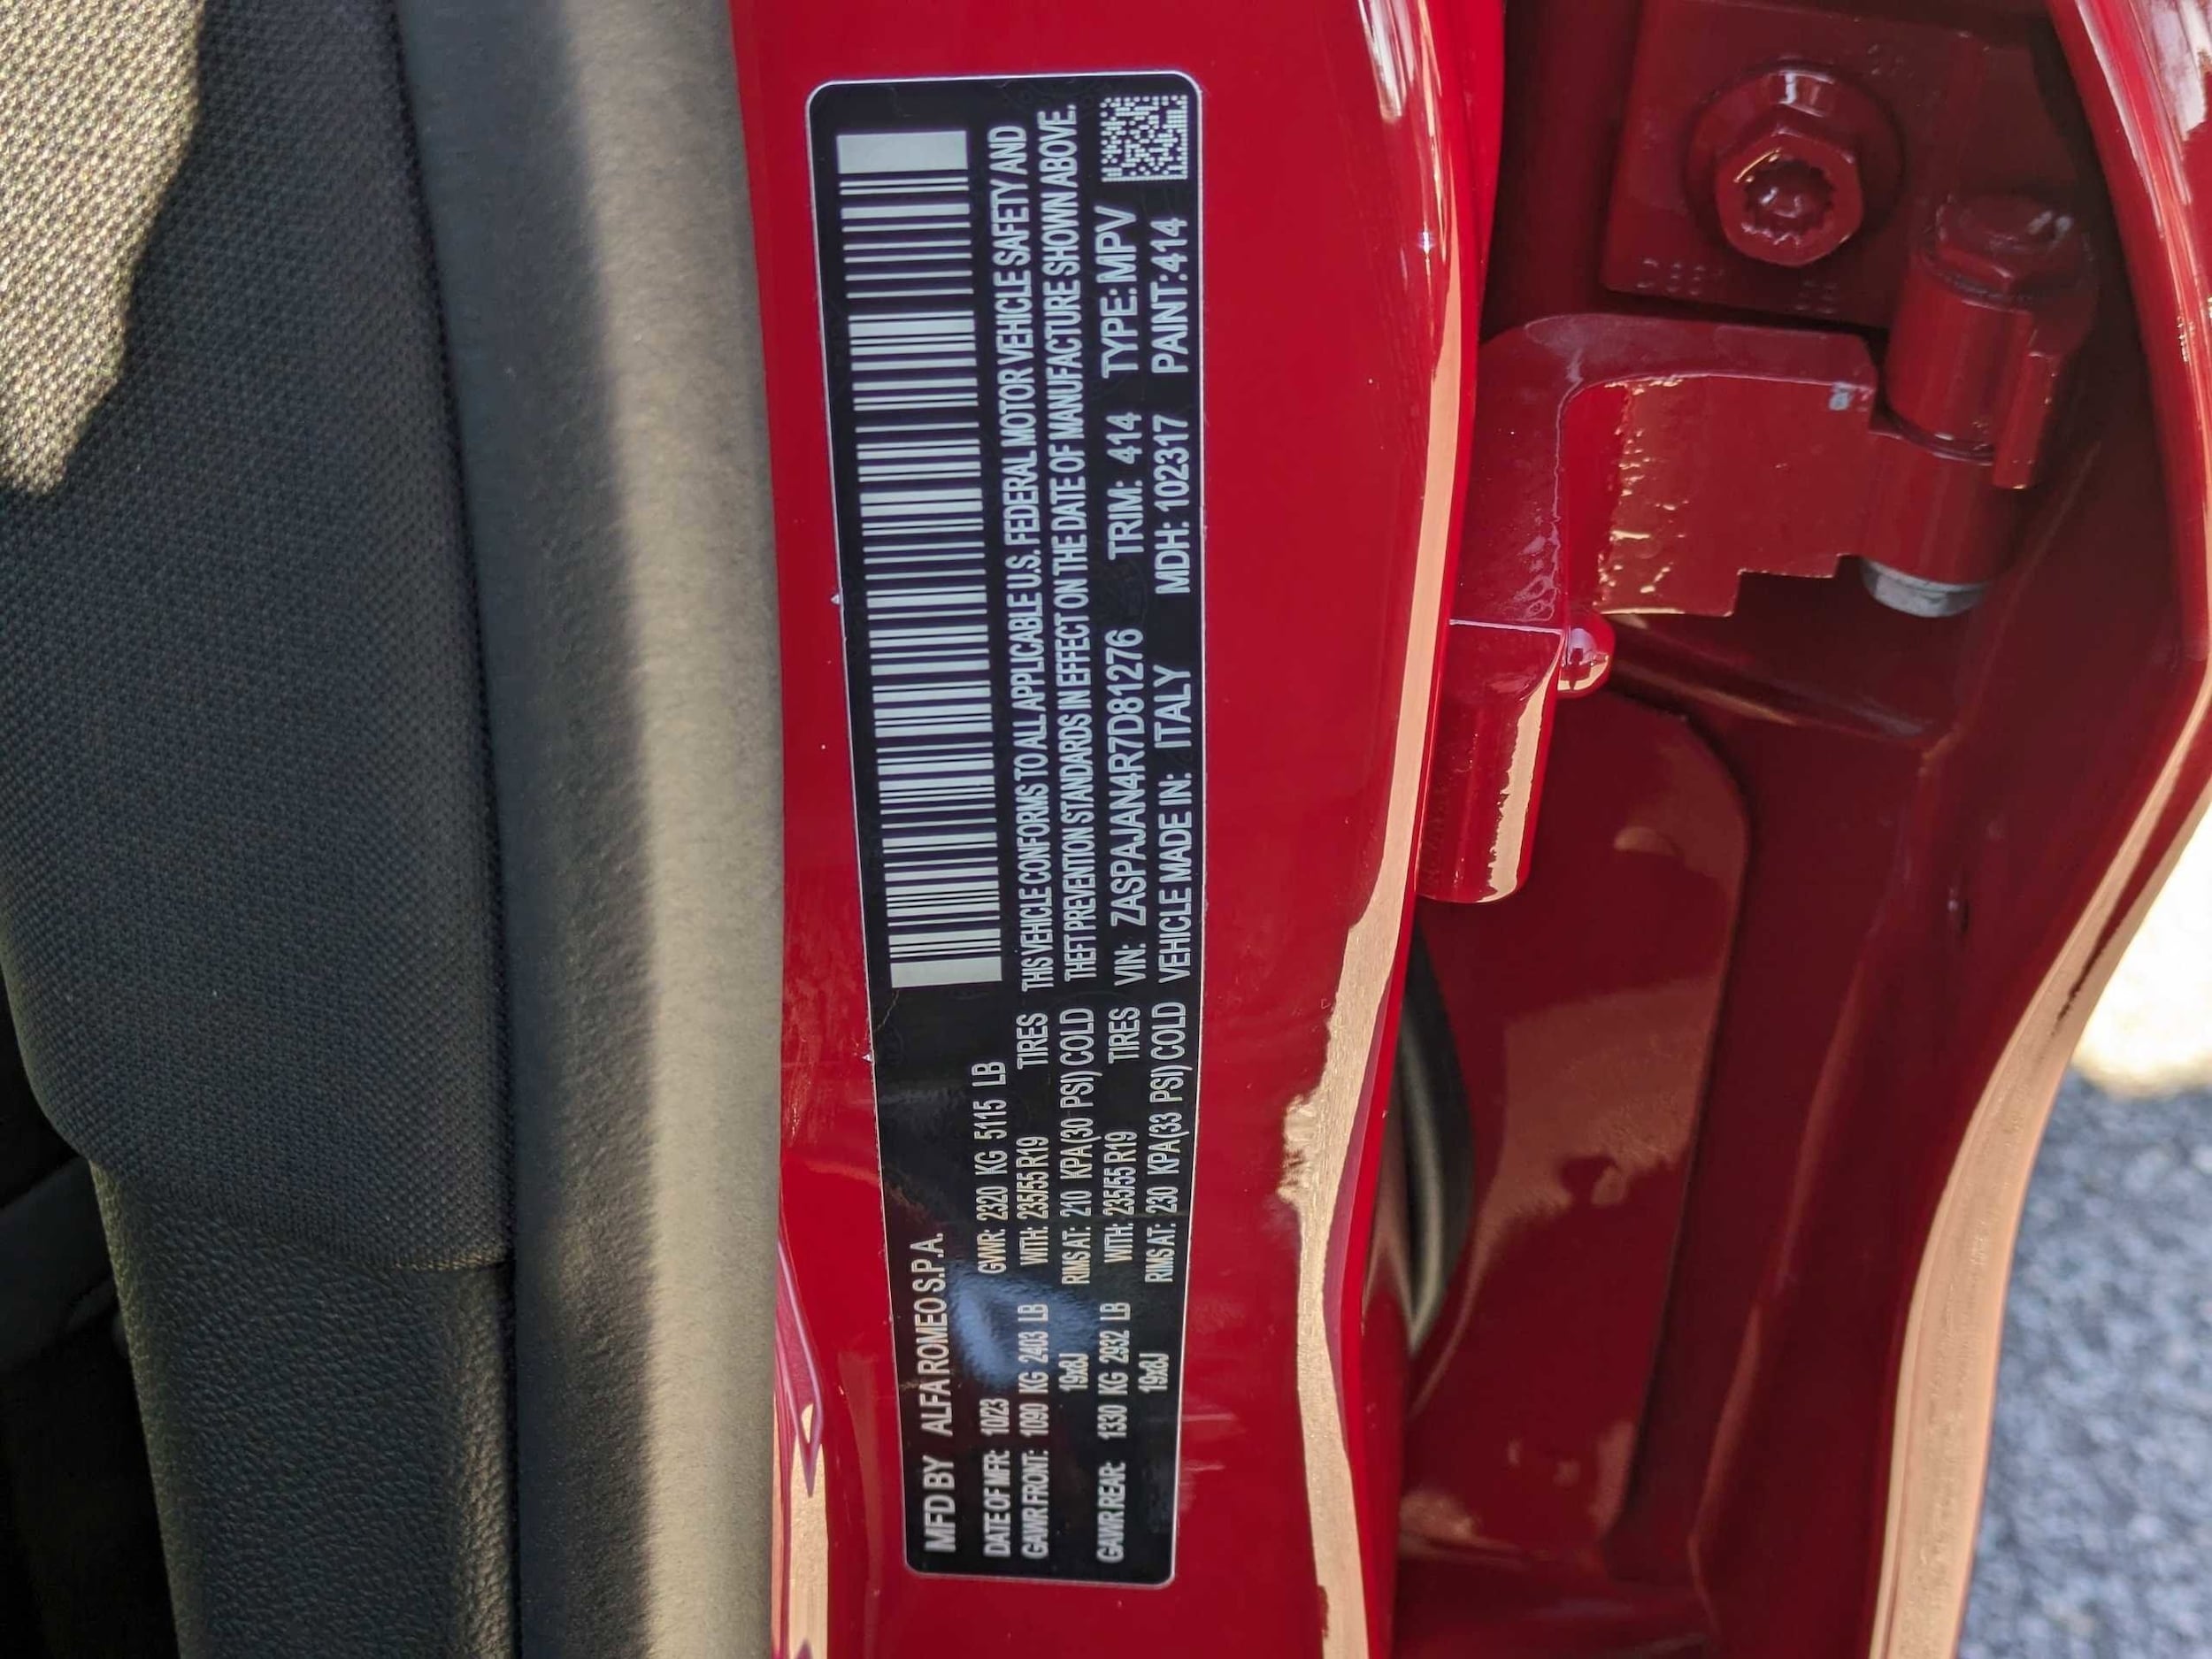 MFD BY ALFA ROMEO S.P.A.
DATE OF MFR: 10/23 GVWR: 2320 KG 5115 LB
GAWR FRONT: 1090 KG 2403 LB WITH: 235/55 R19 TIRES
19x8J RIMS AT: 210 KPA(30 PSI) COLD
GAWR REAR: 1330 KG 2932 LB WITH: 235/55 R19 TIRES
19x8J RIMS AT: 230 KPA(33 PSI) COLD
THIS VEHICLE CONFORMS TO ALL APPLICABLE U.S. FEDERAL MOTOR VEHICLE SAFETY AND
THEFT PREVENTION STANDARDS IN EFFECT ON THE DATE OF MANUFACTURE SHOWN ABOVE.
VIN: ZASPAJAN4R7D81276 TRIM: 414 TYPE: MPV
VEHICLE MADE IN: ITALY MDH: 102317 PAINT: 414